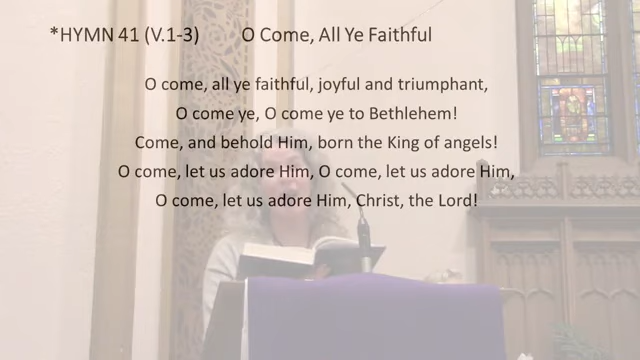 *HYMN 41 (V.1-3) O Come, All Ye Faithful
O come, all ye faithful, joyful and triumphant,
O come ye, O come ye to Bethlehem!
Come, and behold Him, born the King of angels!
O come, let us adore Him, O come, let us adore Him,
O come, let us adore Him, Christ, the Lord!